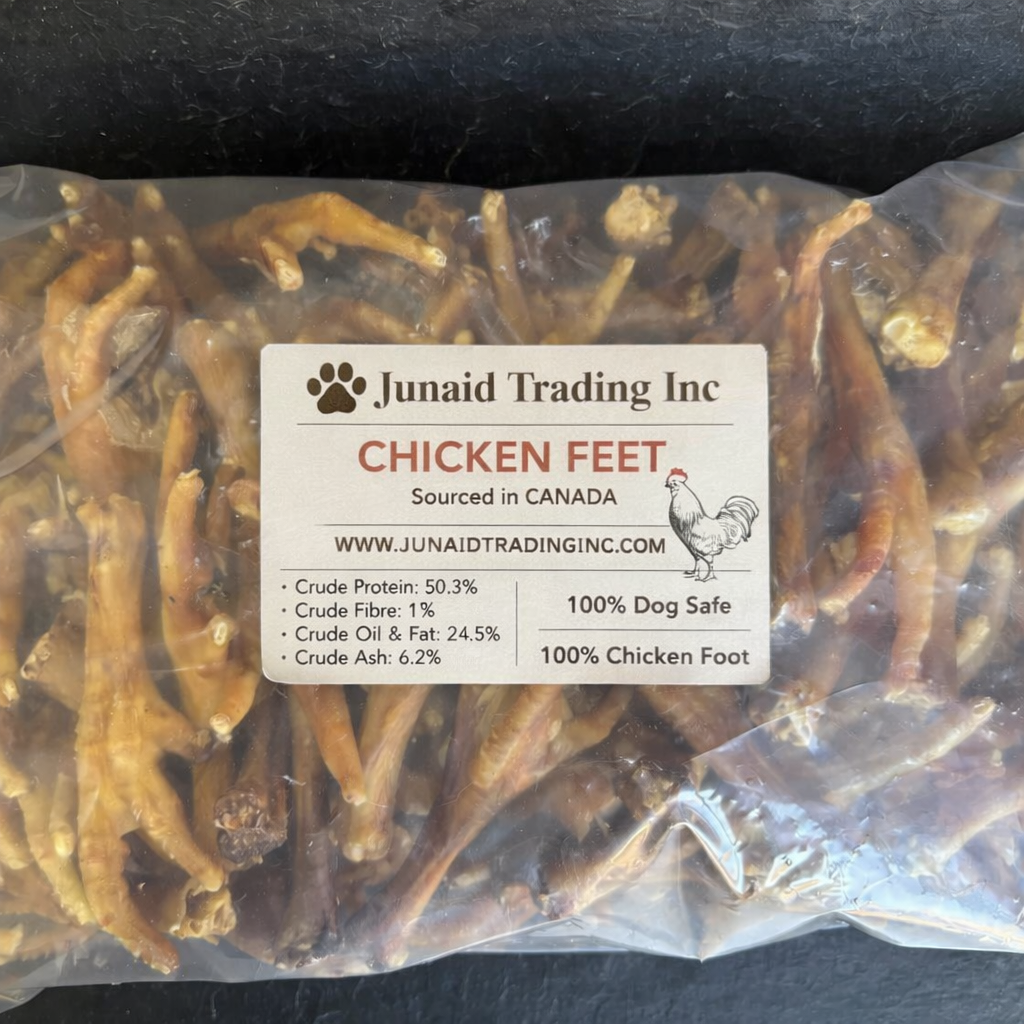 Junaid Trading Inc
CHICKEN FEET
Sourced in CANADA
WWW.JUNAIDTRADINGINC.COM
• Crude Protein: 50.3%
• Crude Fibre: 1%
• Crude Oil & Fat: 24.5%
• Crude Ash: 6.2%
100% Dog Safe
100% Chicken Foot